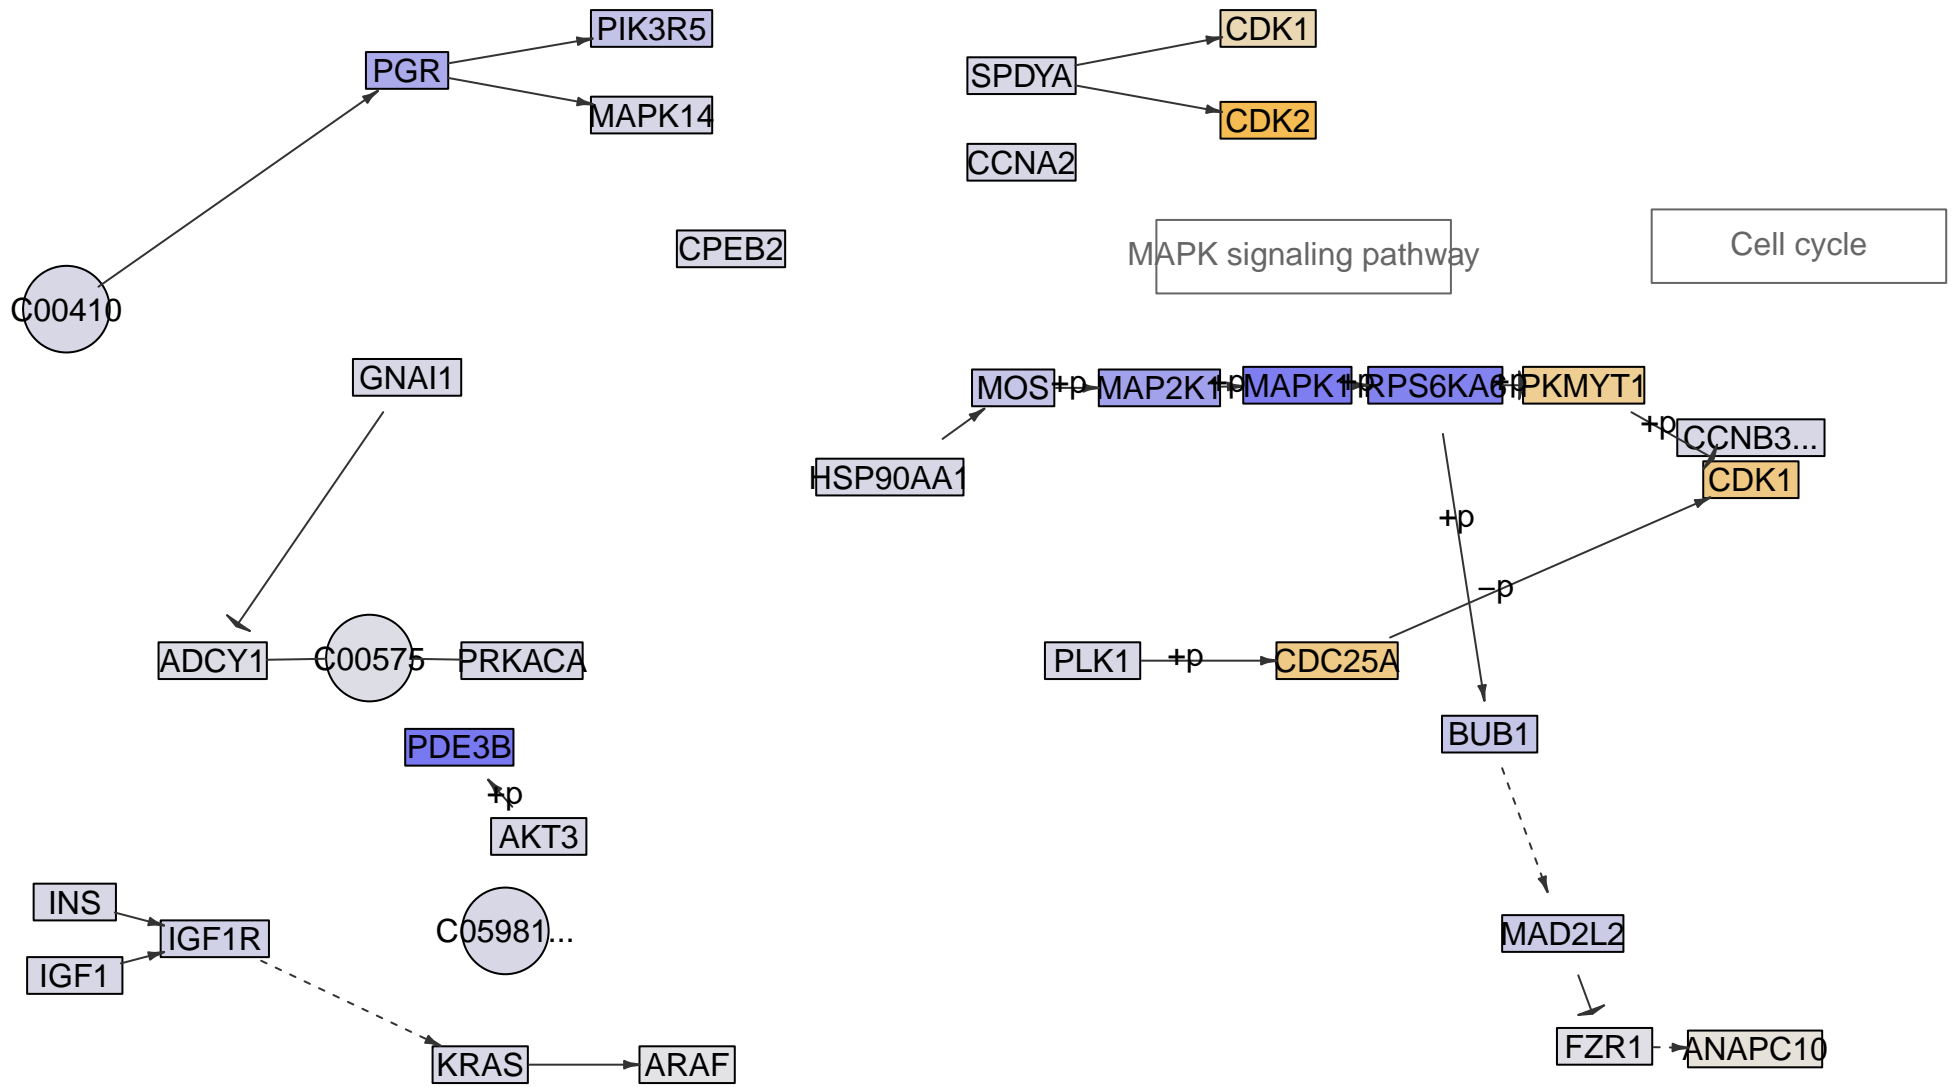 PIK3R5
CDK1
PGR
SPDYA
MAPK14
CDK2
CCNA2
CPEB2
MAPK signaling pathway
Cell cycle
C00410
GNAI1
MOS
+p
MAP2K1
+p
MAPK1
+p
RPS6KA6
+p
PKMYT1
+p
CCNB3...
HSP90AA1
CDK1
+p
−p
ADCY1
C00575
PRKACA
PLK1
+p
CDC25A
PDE3B
BUB1
+p
AKT3
INS
IGF1R
C05981...
MAD2L2
IGF1
KRAS
ARAF
FZR1
ANAPC10